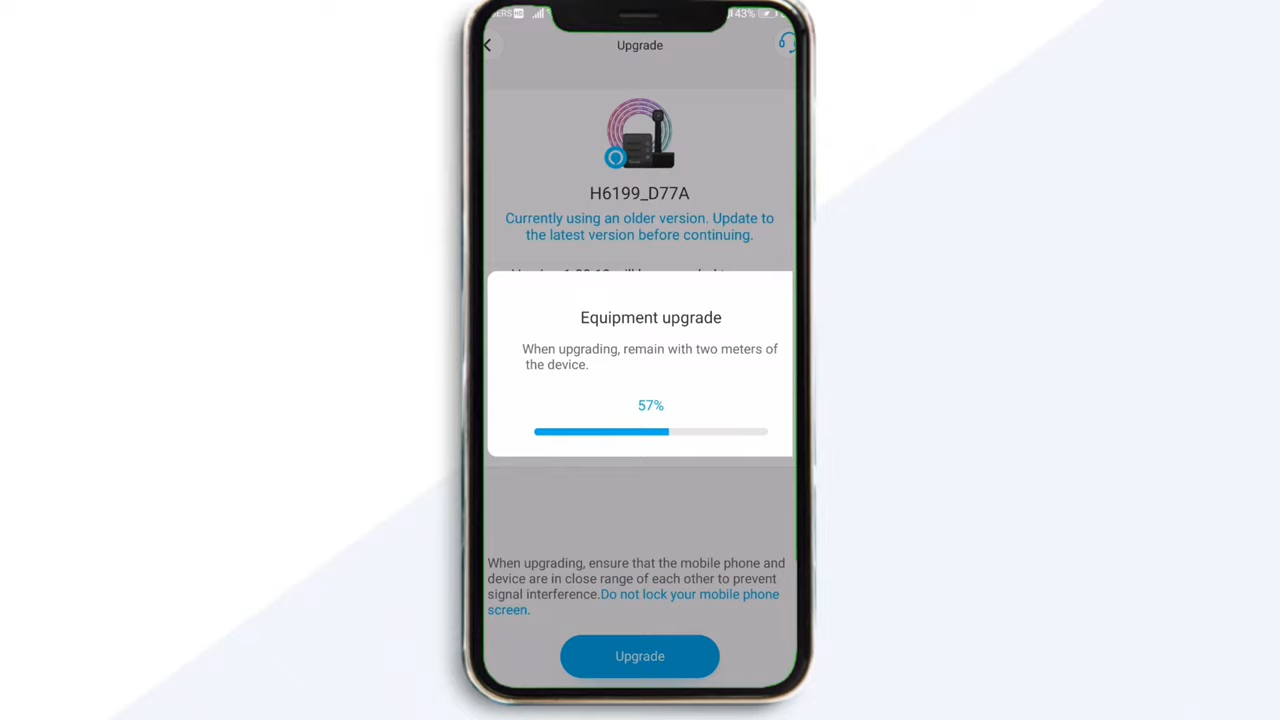 43%
Upgrade
H6199_D77A
Currently using an older version. Update to
the latest version before continuing.
Equipment upgrade
When upgrading, remain with two meters of
the device.
57%
When upgrading, ensure that the mobile phone and
device are in close range of each other to prevent
signal interference.Do not lock your mobile phone
screen.
Upgrade